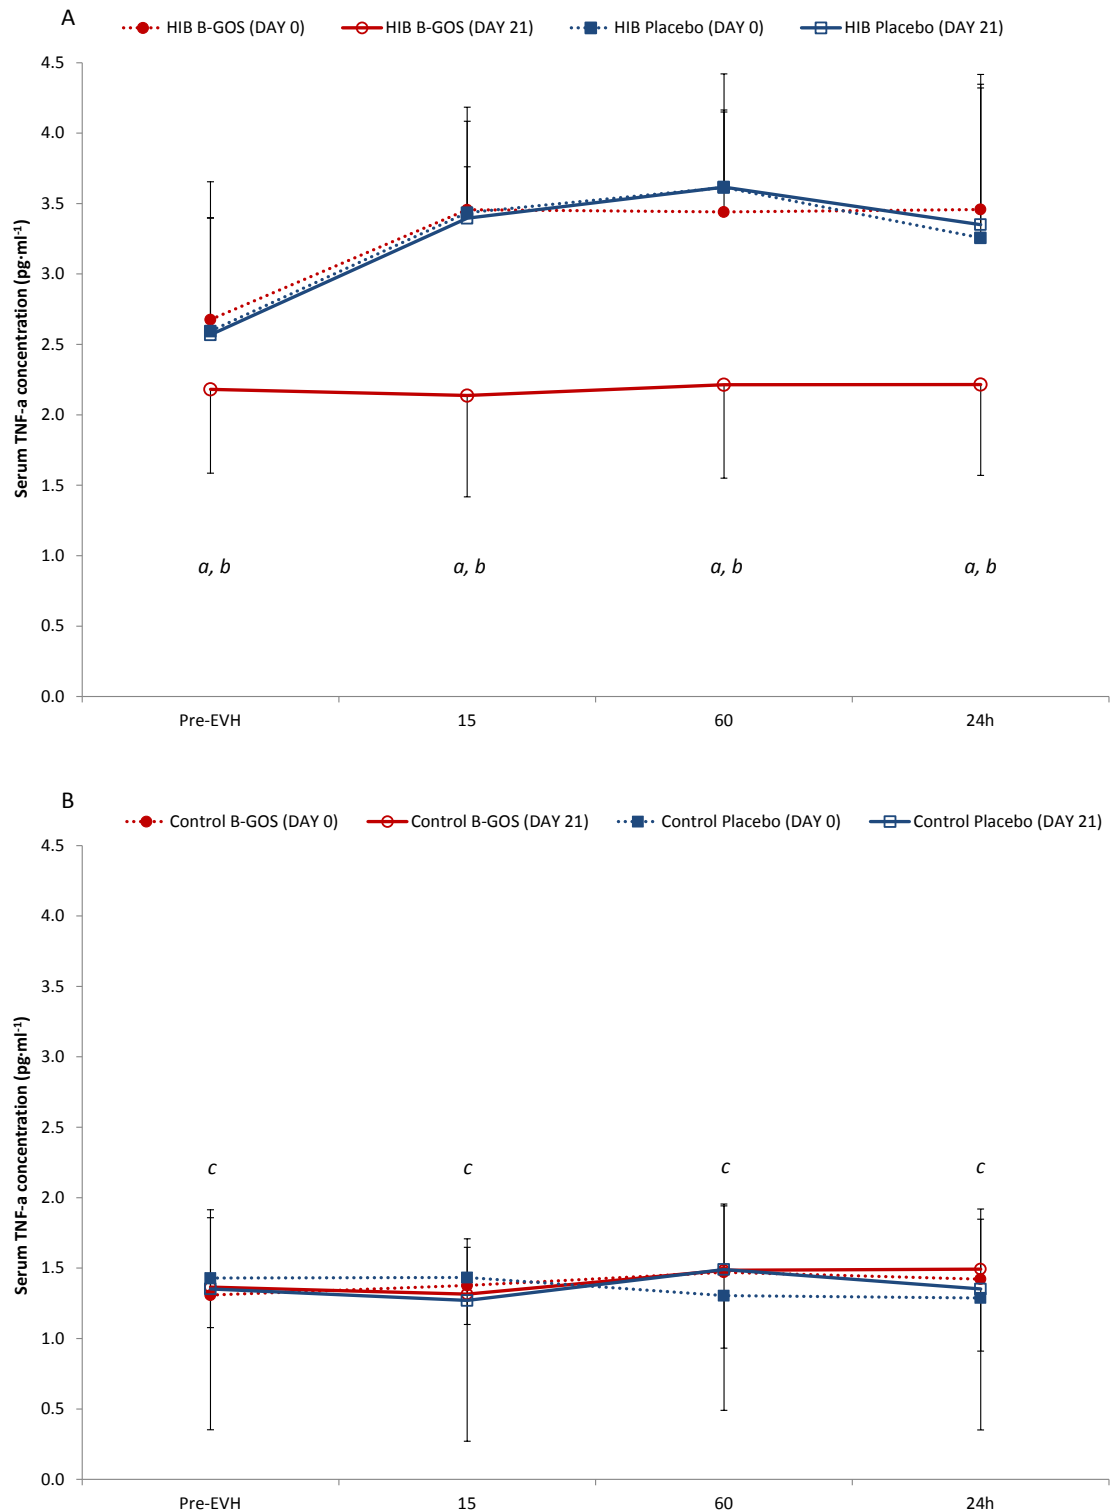 A
HIB B-GOS (DAY 0) HIB B-GOS (DAY 21) HIB Placebo (DAY 0) HIB Placebo (DAY 21)
4.5
4.0
3.5
3.0
2.5
2.0
1.5
1.0
0.5
0.0
Serum TNF-a concentration (pg·ml⁻¹)
a, b a, b a, b a, b
Pre-EVH 15 60 24h
B
Control B-GOS (DAY 0) Control B-GOS (DAY 21) Control Placebo (DAY 0) Control Placebo (DAY 21)
4.5
4.0
3.5
3.0
2.5
2.0
1.5
1.0
0.5
0.0
Serum TNF-a concentration (pg·ml⁻¹)
c c c c
Pre-EVH 15 60 24h